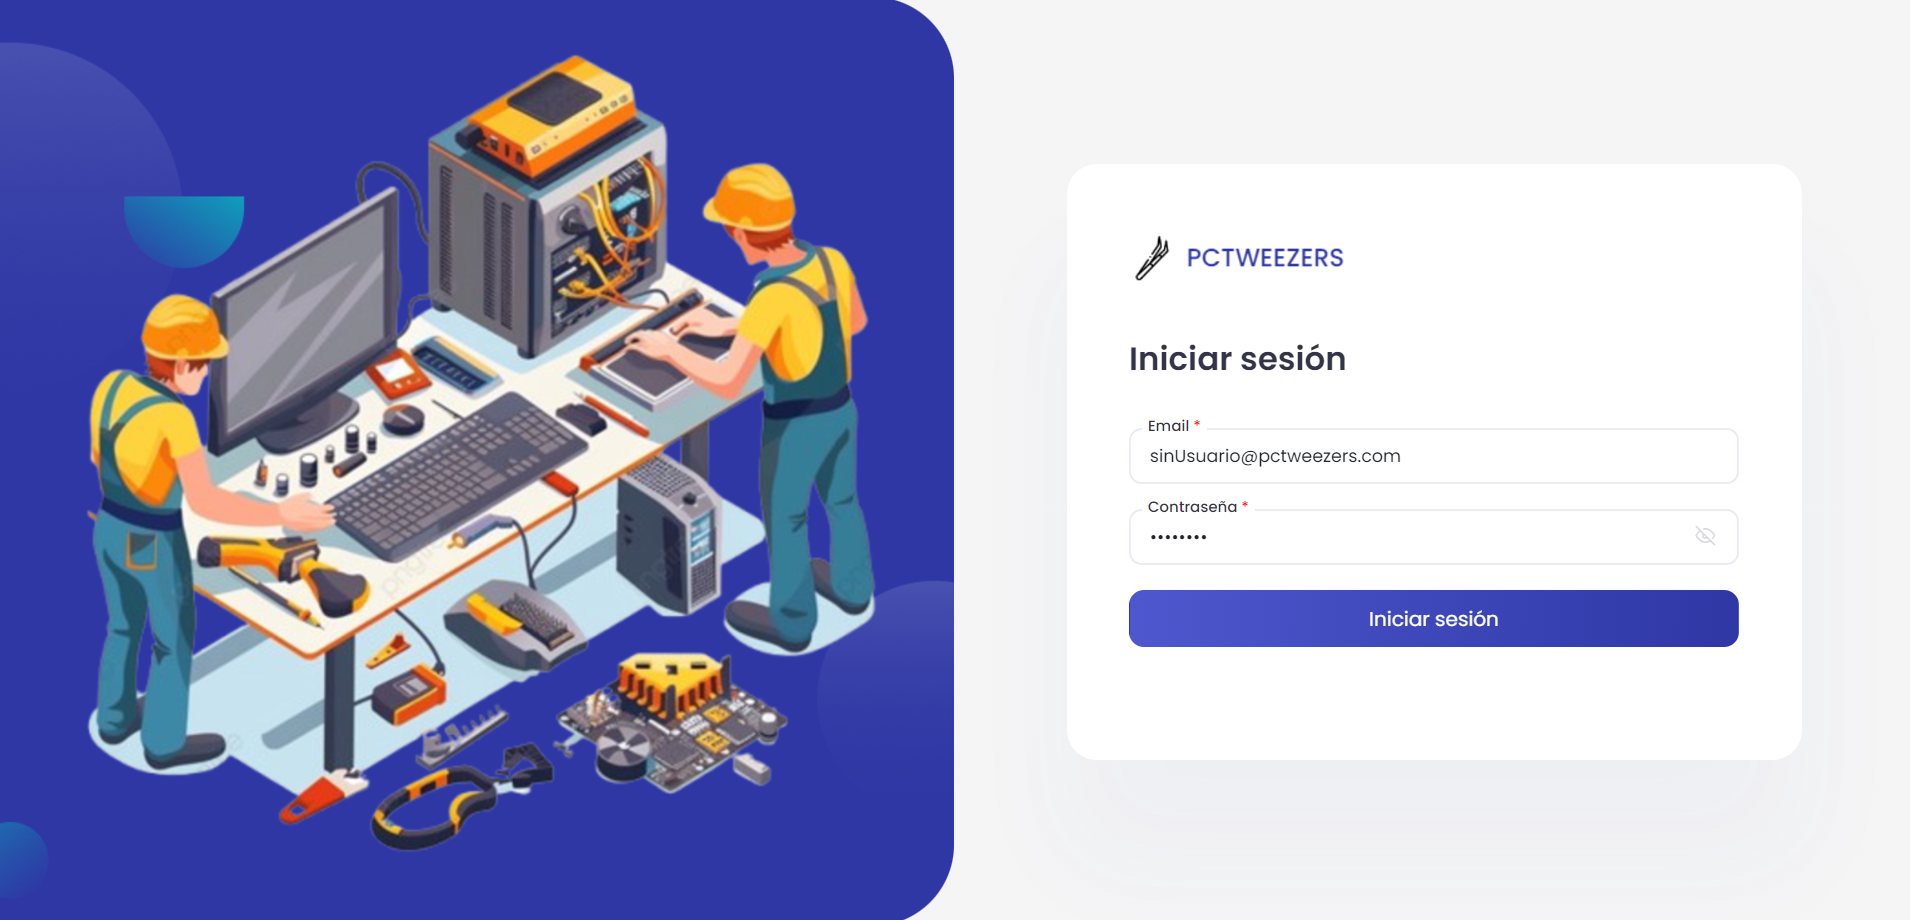 PCTWEEZERS
Iniciar sesión
Email *
sinUsuario@pctweezers.com
Contraseña *
••••••••
Iniciar sesión